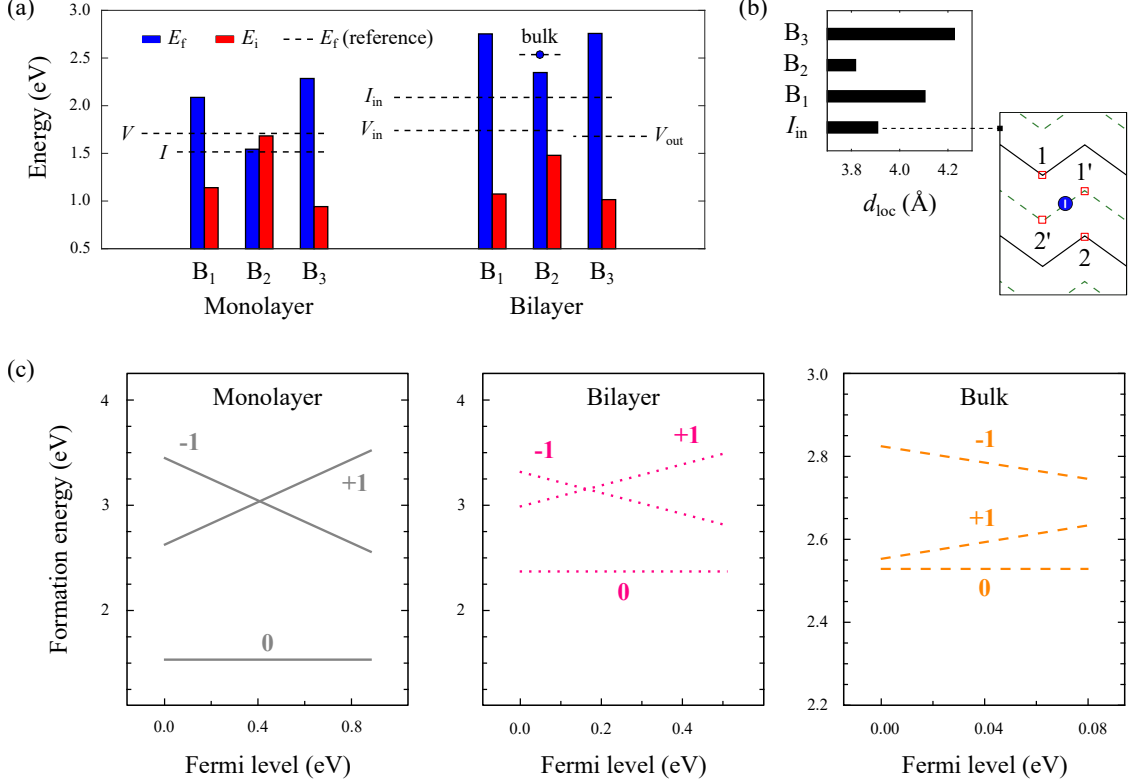 (a)
Energy (eV)
3.0
2.5
2.0
1.5
1.0
0.5
E_f E_i E_f (reference)
bulk
V
I
I_in
V_in
V_out
B_1 B_2 B_3 B_1 B_2 B_3
Monolayer Bilayer
(b)
B_3
B_2
B_1
I_in
3.8 4.0 4.2
d_loc (Å)
1 1'
2' 2
(c)
Formation energy (eV)
Monolayer
4
3
2
-1
+1
0
0.0 0.4 0.8
Fermi level (eV)
Bilayer
4
3
2
-1
+1
0
0.0 0.2 0.4
Fermi level (eV)
Bulk
3.0
2.8
2.6
2.4
2.2
-1
+1
0
0.00 0.04 0.08
Fermi level (eV)